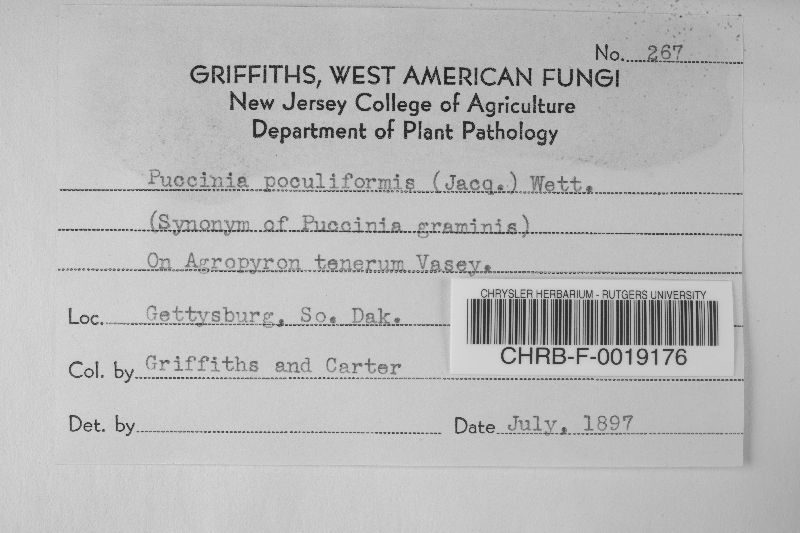 No. 267
GRIFFITHS, WEST AMERICAN FUNGI
New Jersey College of Agriculture
Department of Plant Pathology
Puccinia poculiformis (Jacq.) Wett.
(Synonym of Puccinia graminis)
On Agropyron tenerum Vasey.
CHRYSLER HERBARIUM - RUTGERS UNIVERSITY
Loc. Gettysburg, So. Dak.
CHRB-F-0019176
Col. by Griffiths and Carter
Det. by
Date July, 1897